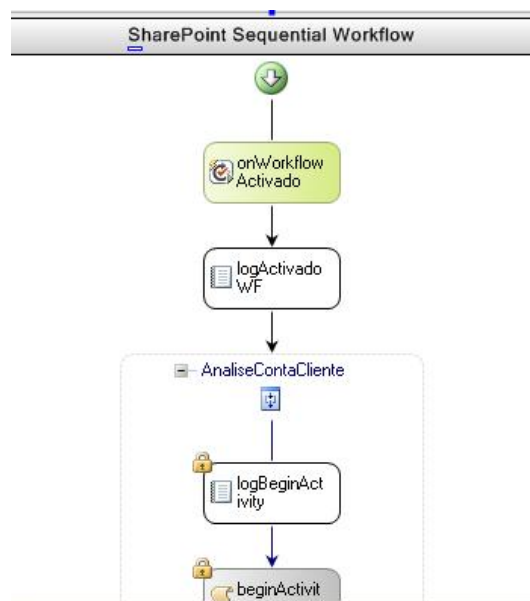 SharePoint Sequential Workflow
onWorkflow
Activado
logActivado
WF
AnaliseContaCliente
logBeginAct
ivity
beginActivit